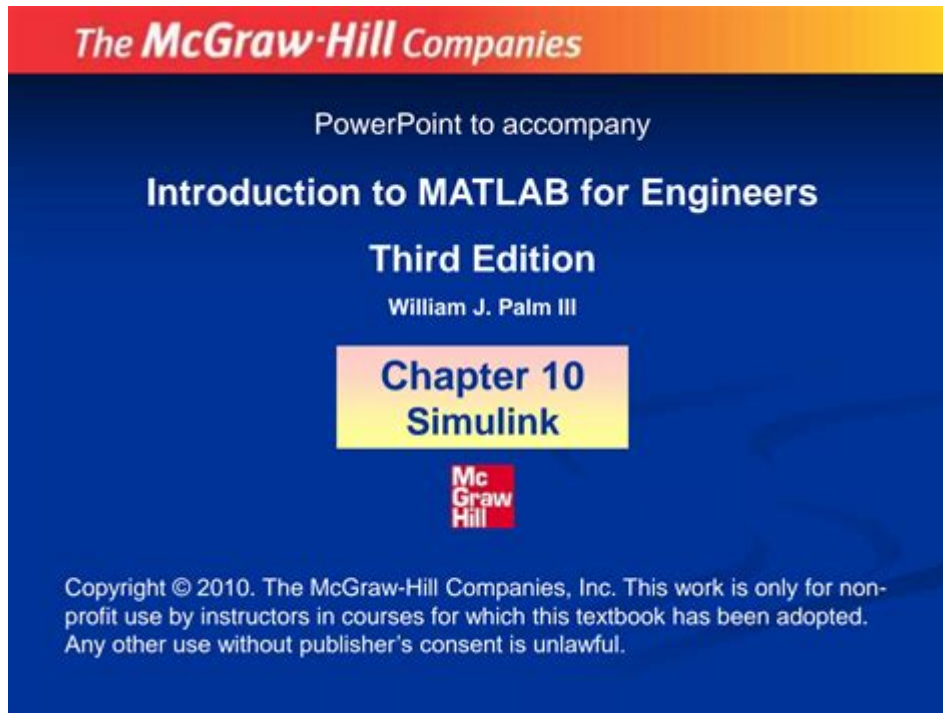 The McGraw·Hill Companies
PowerPoint to accompany
Introduction to MATLAB for Engineers
Third Edition
William J. Palm III
Chapter 10
Simulink
Mc
Graw
Hill
Copyright © 2010. The McGraw-Hill Companies, Inc. This work is only for non-
profit use by instructors in courses for which this textbook has been adopted.
Any other use without publisher's consent is unlawful.